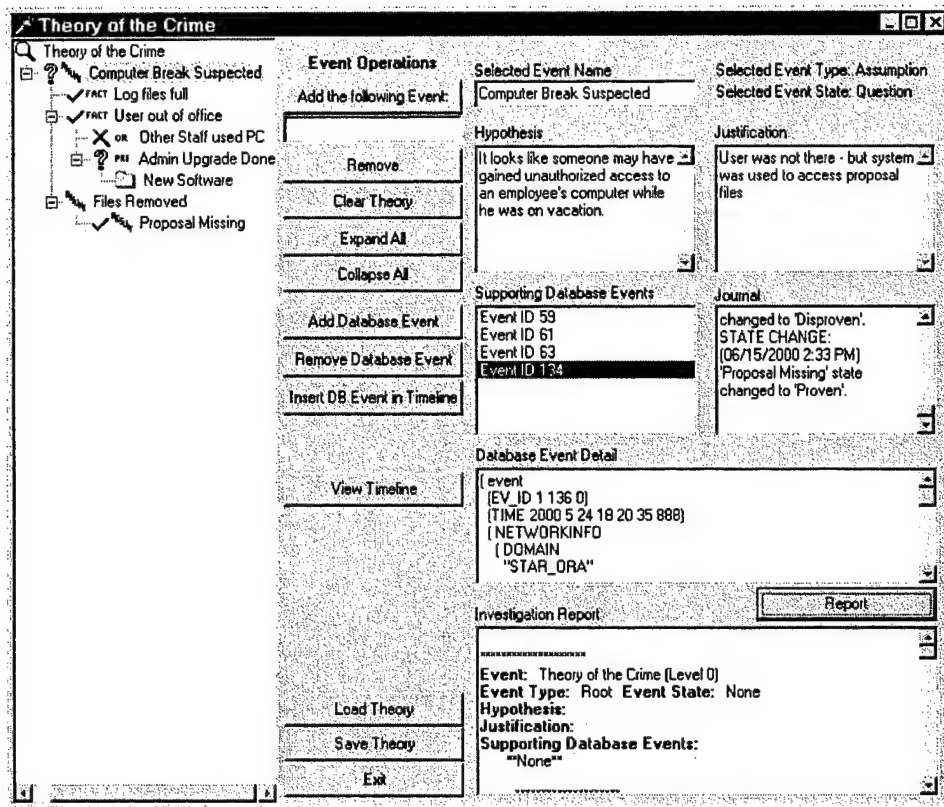 Theory of the Crime
Theory of the Crime
? Computer Break Suspected
FACT Log files full
FACT User out of office
OR Other Staff used PC
? Admin Upgrade Done
New Software
Files Removed
Proposal Missing
Event Operations
Add the following Event:
Remove
Clear Theory
Expand All
Collapse All
Add Database Event
Remove Database Event
Insert DB Event in Timeline
View Timeline
Load Theory
Save Theory
Exit
Selected Event Name
Computer Break Suspected
Selected Event Type: Assumption
Selected Event State: Question
Hypothesis
It looks like someone may have
gained unauthorized access to
an employee's computer while
he was on vacation.
Justification
User was not there - but system
was used to access proposal
files
Supporting Database Events
Event ID 59
Event ID 61
Event ID 63
Event ID 134
Journal
changed to 'Disproven'.
STATE CHANGE:
(06/15/2000 2:33 PM)
'Proposal Missing' state
changed to 'Proven'.
Database Event Detail
( event
(EV_ID 1 136 0)
(TIME 2000 5 24 18 20 35 888)
( NETWORKINFO
( DOMAIN
"STAR_ORA"
Report
Investigation Report
********************
Event: Theory of the Crime (Level 0)
Event Type: Root Event State: None
Hypothesis:
Justification:
Supporting Database Events:
**None**
********************